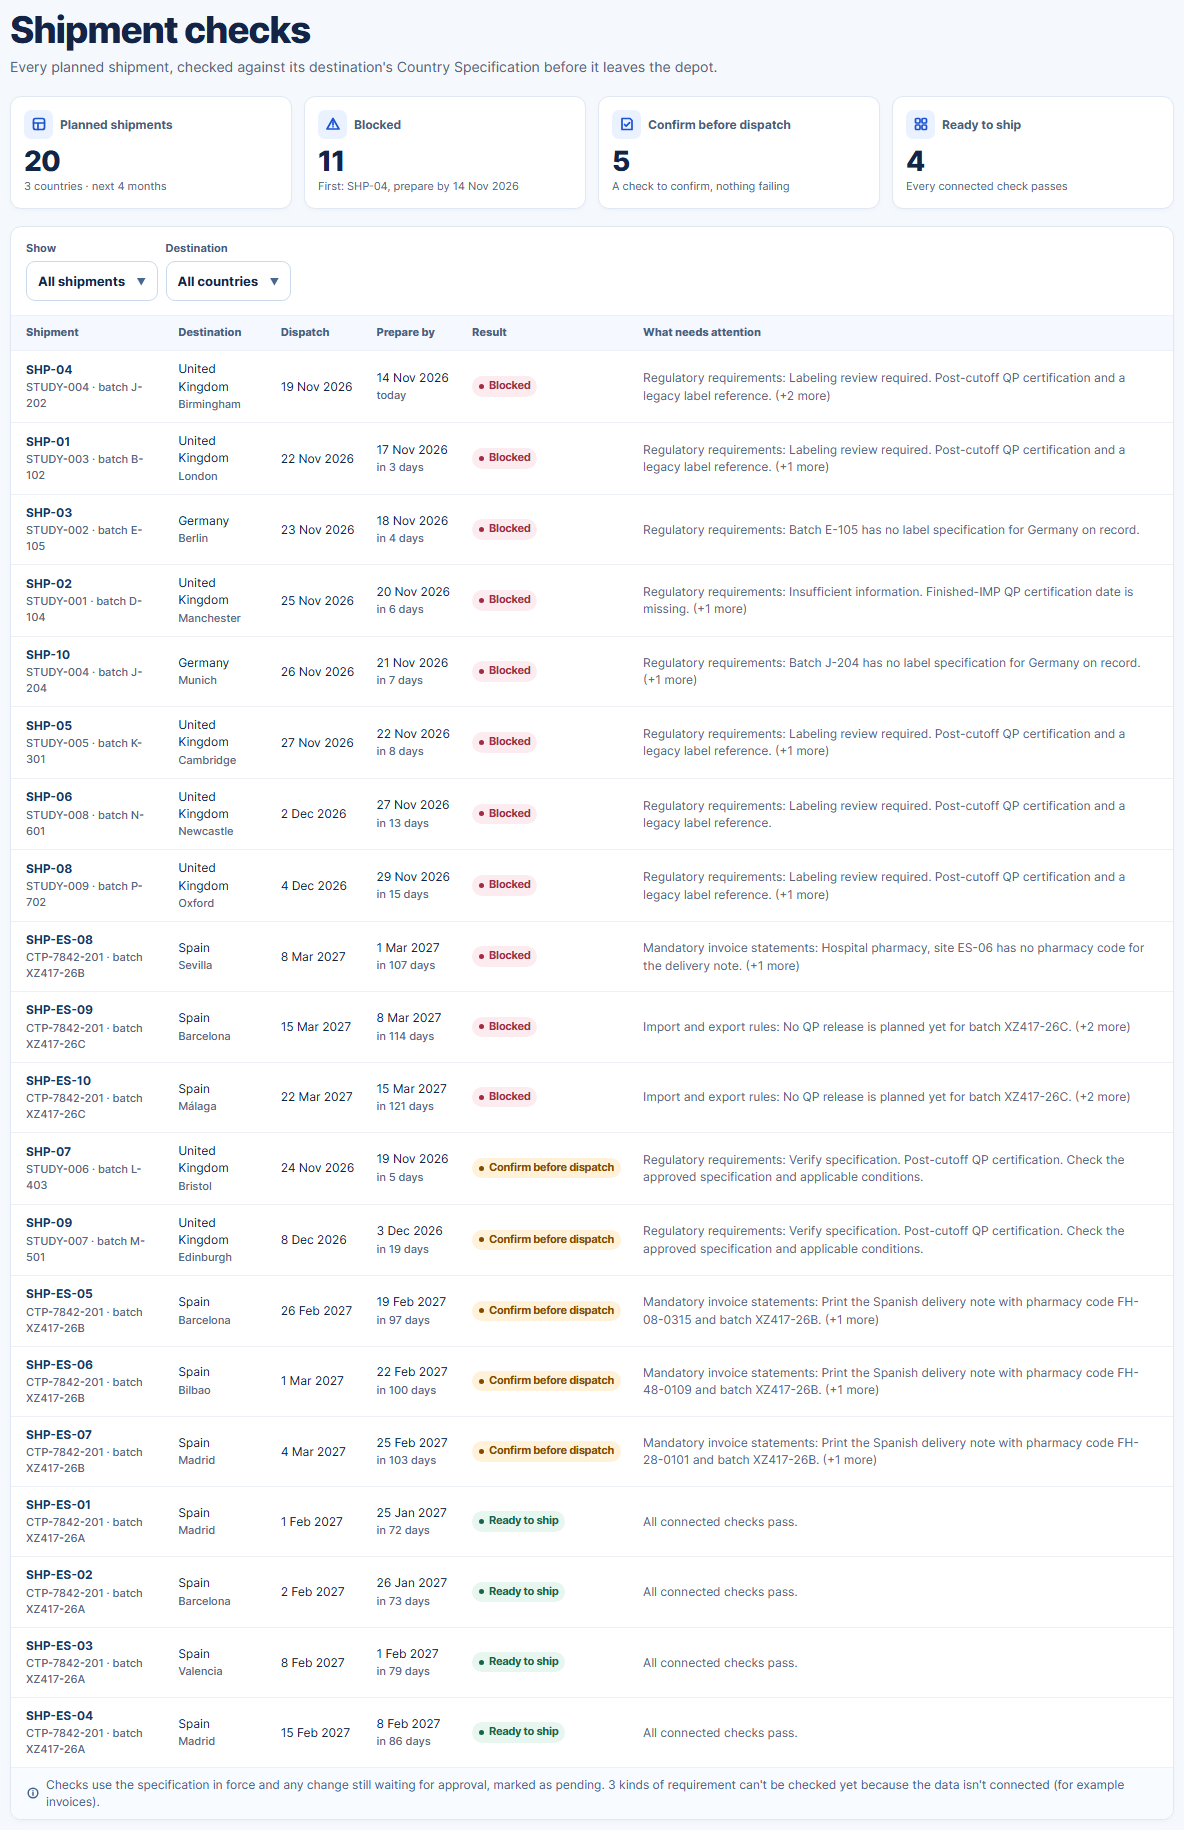 Shipment checks
Every planned shipment, checked against its destination's Country Specification before it leaves the depot.
Planned shipments
20
3 countries · next 4 months
Blocked
11
First: SHP-04, prepare by 14 Nov 2026
Confirm before dispatch
5
A check to confirm, nothing failing
Ready to ship
4
Every connected check passes
Show
All shipments ▼
Destination
All countries ▼
Shipment Destination Dispatch Prepare by Result What needs attention
SHP-04
STUDY-004 · batch J-
202
United
Kingdom
Birmingham
19 Nov 2026
14 Nov 2026
today
Blocked
Regulatory requirements: Labeling review required. Post-cutoff QP certification and a
legacy label reference. (+2 more)
SHP-01
STUDY-003 · batch B-
102
United
Kingdom
London
22 Nov 2026
17 Nov 2026
in 3 days
Blocked
Regulatory requirements: Labeling review required. Post-cutoff QP certification and a
legacy label reference. (+1 more)
SHP-03
STUDY-002 · batch E-
105
Germany
Berlin
23 Nov 2026
18 Nov 2026
in 4 days
Blocked
Regulatory requirements: Batch E-105 has no label specification for Germany on record.
SHP-02
STUDY-001 · batch D-
104
United
Kingdom
Manchester
25 Nov 2026
20 Nov 2026
in 6 days
Blocked
Regulatory requirements: Insufficient information. Finished-IMP QP certification date is
missing. (+1 more)
SHP-10
STUDY-004 · batch J-
204
Germany
Munich
26 Nov 2026
21 Nov 2026
in 7 days
Blocked
Regulatory requirements: Batch J-204 has no label specification for Germany on record.
(+1 more)
SHP-05
STUDY-005 · batch K-
301
United
Kingdom
Cambridge
27 Nov 2026
22 Nov 2026
in 8 days
Blocked
Regulatory requirements: Labeling review required. Post-cutoff QP certification and a
legacy label reference. (+1 more)
SHP-06
STUDY-008 · batch N-
601
United
Kingdom
Newcastle
2 Dec 2026
27 Nov 2026
in 13 days
Blocked
Regulatory requirements: Labeling review required. Post-cutoff QP certification and a
legacy label reference.
SHP-08
STUDY-009 · batch P-
702
United
Kingdom
Oxford
4 Dec 2026
29 Nov 2026
in 15 days
Blocked
Regulatory requirements: Labeling review required. Post-cutoff QP certification and a
legacy label reference. (+1 more)
SHP-ES-08
CTP-7842-201 · batch
XZ417-26B
Spain
Sevilla
8 Mar 2027
1 Mar 2027
in 107 days
Blocked
Mandatory invoice statements: Hospital pharmacy, site ES-06 has no pharmacy code for
the delivery note. (+1 more)
SHP-ES-09
CTP-7842-201 · batch
XZ417-26C
Spain
Barcelona
15 Mar 2027
8 Mar 2027
in 114 days
Blocked
Import and export rules: No QP release is planned yet for batch XZ417-26C. (+2 more)
SHP-ES-10
CTP-7842-201 · batch
XZ417-26C
Spain
Málaga
22 Mar 2027
15 Mar 2027
in 121 days
Blocked
Import and export rules: No QP release is planned yet for batch XZ417-26C. (+2 more)
SHP-07
STUDY-006 · batch L-
403
United
Kingdom
Bristol
24 Nov 2026
19 Nov 2026
in 5 days
Confirm before dispatch
Regulatory requirements: Verify specification. Post-cutoff QP certification. Check the
approved specification and applicable conditions.
SHP-09
STUDY-007 · batch M-
501
United
Kingdom
Edinburgh
8 Dec 2026
3 Dec 2026
in 19 days
Confirm before dispatch
Regulatory requirements: Verify specification. Post-cutoff QP certification. Check the
approved specification and applicable conditions.
SHP-ES-05
CTP-7842-201 · batch
XZ417-26B
Spain
Barcelona
26 Feb 2027
19 Feb 2027
in 97 days
Confirm before dispatch
Mandatory invoice statements: Print the Spanish delivery note with pharmacy code FH-
08-0315 and batch XZ417-26B. (+1 more)
SHP-ES-06
CTP-7842-201 · batch
XZ417-26B
Spain
Bilbao
1 Mar 2027
22 Feb 2027
in 100 days
Confirm before dispatch
Mandatory invoice statements: Print the Spanish delivery note with pharmacy code FH-
48-0109 and batch XZ417-26B. (+1 more)
SHP-ES-07
CTP-7842-201 · batch
XZ417-26B
Spain
Madrid
4 Mar 2027
25 Feb 2027
in 103 days
Confirm before dispatch
Mandatory invoice statements: Print the Spanish delivery note with pharmacy code FH-
28-0101 and batch XZ417-26B. (+1 more)
SHP-ES-01
CTP-7842-201 · batch
XZ417-26A
Spain
Madrid
1 Feb 2027
25 Jan 2027
in 72 days
Ready to ship
All connected checks pass.
SHP-ES-02
CTP-7842-201 · batch
XZ417-26A
Spain
Barcelona
2 Feb 2027
26 Jan 2027
in 73 days
Ready to ship
All connected checks pass.
SHP-ES-03
CTP-7842-201 · batch
XZ417-26A
Spain
Valencia
8 Feb 2027
1 Feb 2027
in 79 days
Ready to ship
All connected checks pass.
SHP-ES-04
CTP-7842-201 · batch
XZ417-26A
Spain
Madrid
15 Feb 2027
8 Feb 2027
in 86 days
Ready to ship
All connected checks pass.
Checks use the specification in force and any change still waiting for approval, marked as pending. 3 kinds of requirement can't be checked yet because the data isn't connected (for example
invoices).